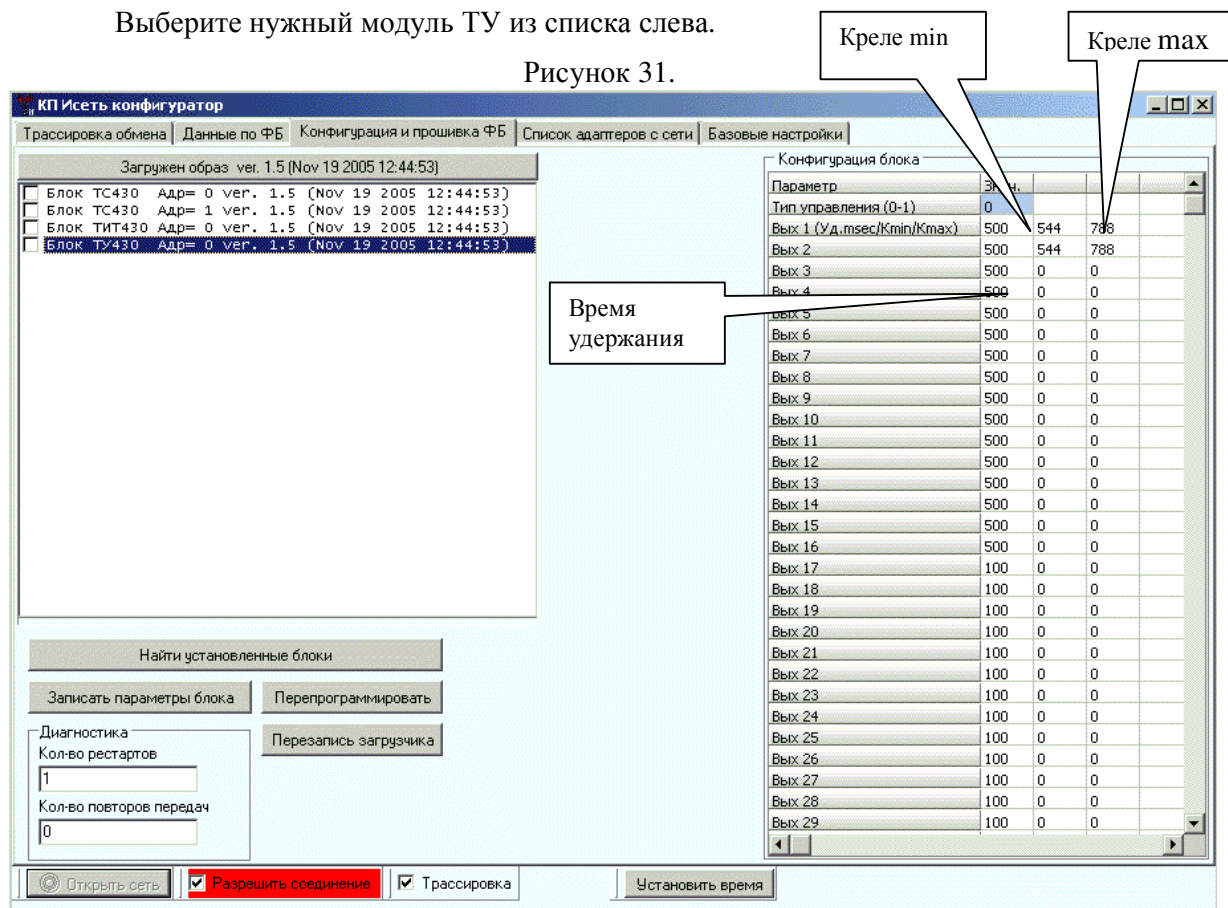 Выберите нужный модуль ТУ из списка слева.
Креле min
Креле max
Рисунок 31.
КП Исеть конфигуратор
Трассировка обмена Данные по ФБ Конфигурация и прошивка ФБ Список адаптеров с сети Базовые настройки
Загружен образ ver. 1.5 (Nov 19 2005 12:44:53)
Блок ТС430 Адр= 0 ver. 1.5 (Nov 19 2005 12:44:53)
Блок ТС430 Адр= 1 ver. 1.5 (Nov 19 2005 12:44:53)
Блок ТИТ430 Адр= 0 ver. 1.5 (Nov 19 2005 12:44:53)
Блок ТУ430 Адр= 0 ver. 1.5 (Nov 19 2005 12:44:53)
Найти установленные блоки
Записать параметры блока Перепрограммировать
Диагностика
Перезапись загрузчика
Кол-во рестартов
1
Кол-во повторов передач
0
Время
удержания
Конфигурация блока
Параметр Знач.
Тип управления (0-1) 0
Вых 1 (Уд.msec/Kmin/Kmax) 500 544 788
Вых 2 500 544 788
Вых 3 500 0 0
Вых 4 500 0 0
Вых 5 500 0 0
Вых 6 500 0 0
Вых 7 500 0 0
Вых 8 500 0 0
Вых 9 500 0 0
Вых 10 500 0 0
Вых 11 500 0 0
Вых 12 500 0 0
Вых 13 500 0 0
Вых 14 500 0 0
Вых 15 500 0 0
Вых 16 500 0 0
Вых 17 100 0 0
Вых 18 100 0 0
Вых 19 100 0 0
Вых 20 100 0 0
Вых 21 100 0 0
Вых 22 100 0 0
Вых 23 100 0 0
Вых 24 100 0 0
Вых 25 100 0 0
Вых 26 100 0 0
Вых 27 100 0 0
Вых 28 100 0 0
Вых 29 100 0 0
Открыть сеть Разрешить соединение Трассировка Установить время